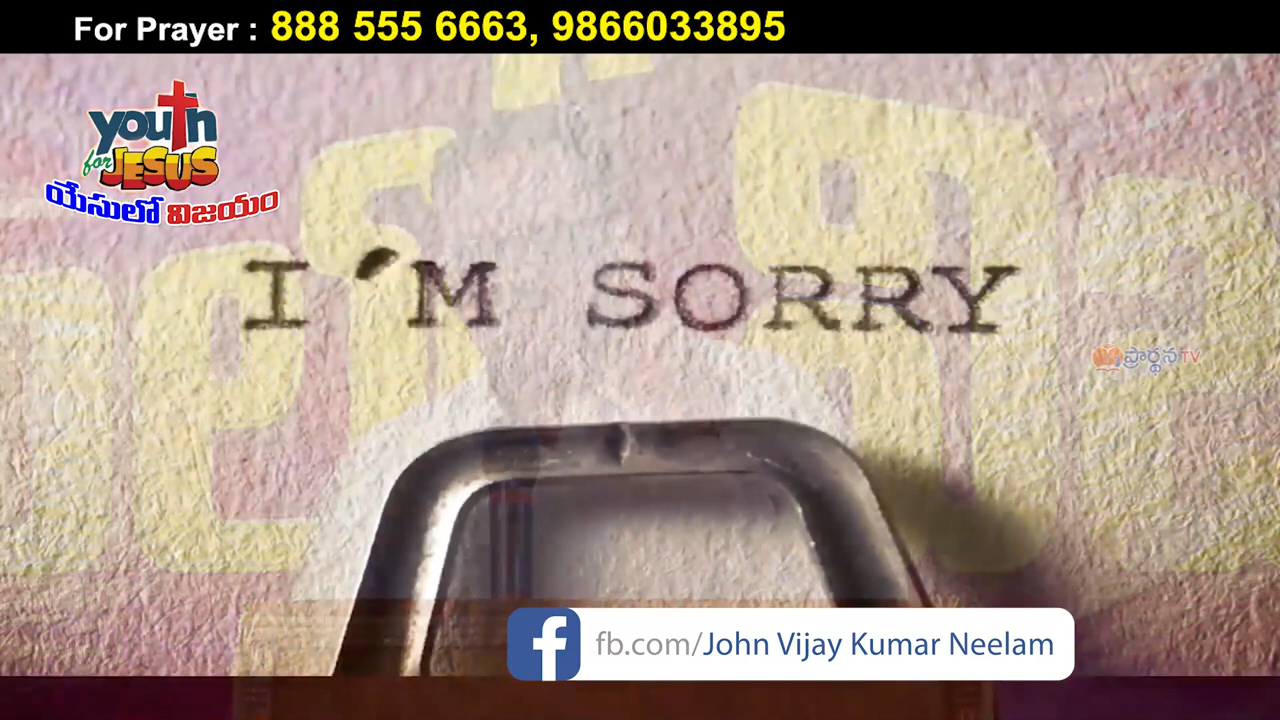 For Prayer : 888 555 6663, 9866033895
youth
for JESUS
యేసులో విజయం
I'M SORRY
ప్రార్థన TV
fb.com/John Vijay Kumar Neelam